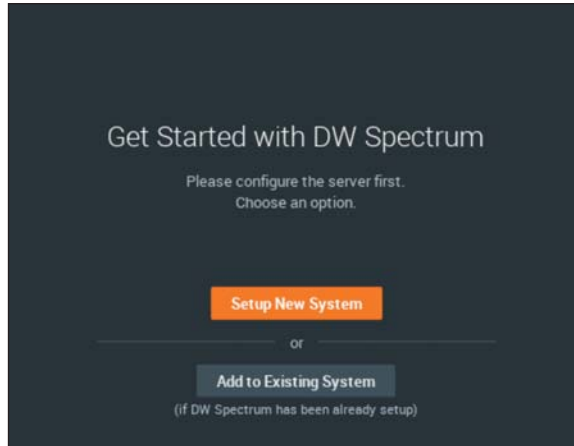 Get Started with DW Spectrum
Please configure the server first.
Choose an option.
Setup New System
or
Add to Existing System
(if DW Spectrum has been already setup)